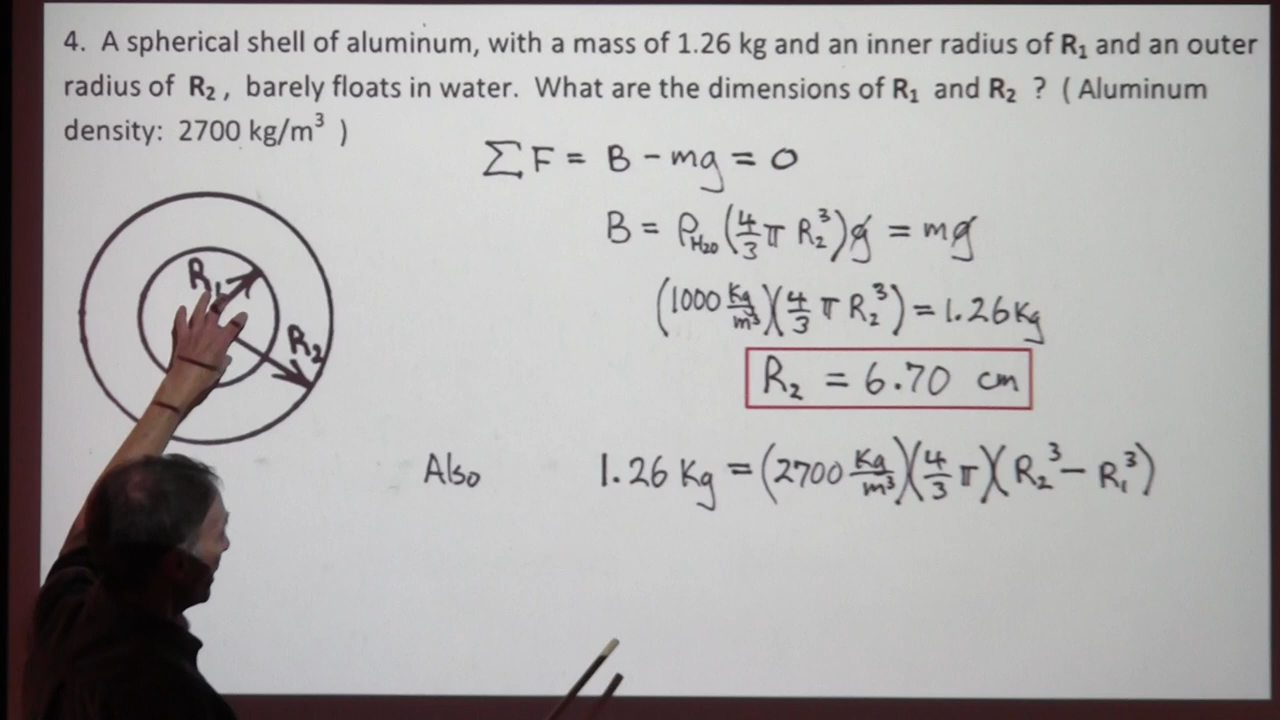 4. A spherical shell of aluminum, with a mass of 1.26 kg and an inner radius of R₁ and an outer
radius of R₂ , barely floats in water. What are the dimensions of R₁ and R₂ ? ( Aluminum
density: 2700 kg/m³ )
ΣF = B - mg = 0
B = ρH₂O (4/3 π R₂³) g = mg
(1000 Kg/m³)(4/3 π R₂³) = 1.26 Kg
R₂ = 6.70 cm
R₁
R₂
Also 1.26 Kg = (2700 Kg/m³)(4/3 π)(R₂³ - R₁³)